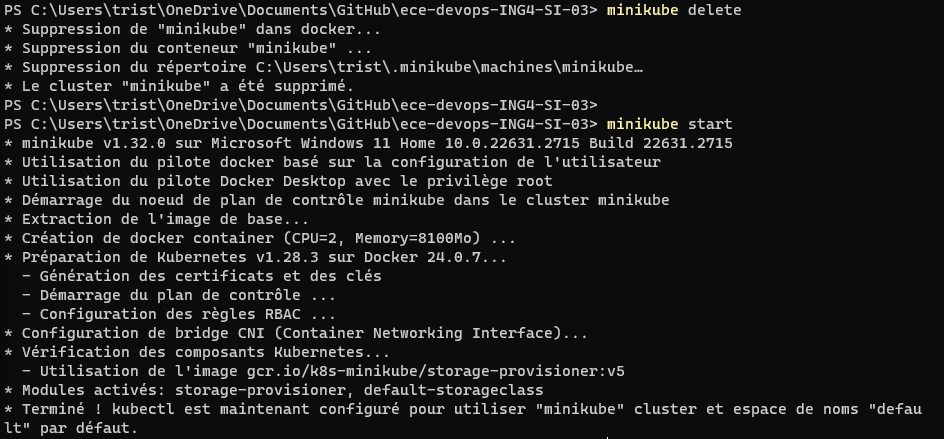 PS C:\Users\trist\OneDrive\Documents\GitHub\ece-devops-ING4-SI-03> minikube delete
* Suppression de "minikube" dans docker...
* Suppression du conteneur "minikube" ...
* Suppression du répertoire C:\Users\trist\.minikube\machines\minikube…
* Le cluster "minikube" a été supprimé.
PS C:\Users\trist\OneDrive\Documents\GitHub\ece-devops-ING4-SI-03>
PS C:\Users\trist\OneDrive\Documents\GitHub\ece-devops-ING4-SI-03> minikube start
* minikube v1.32.0 sur Microsoft Windows 11 Home 10.0.22631.2715 Build 22631.2715
* Utilisation du pilote docker basé sur la configuration de l'utilisateur
* Utilisation du pilote Docker Desktop avec le privilège root
* Démarrage du noeud de plan de contrôle minikube dans le cluster minikube
* Extraction de l'image de base...
* Création de docker container (CPU=2, Memory=8100Mo) ...
* Préparation de Kubernetes v1.28.3 sur Docker 24.0.7...
  - Génération des certificats et des clés
  - Démarrage du plan de contrôle ...
  - Configuration des règles RBAC ...
* Configuration de bridge CNI (Container Networking Interface)...
* Vérification des composants Kubernetes...
  - Utilisation de l'image gcr.io/k8s-minikube/storage-provisioner:v5
* Modules activés: storage-provisioner, default-storageclass
* Terminé ! kubectl est maintenant configuré pour utiliser "minikube" cluster et espace de noms "defau
lt" par défaut.